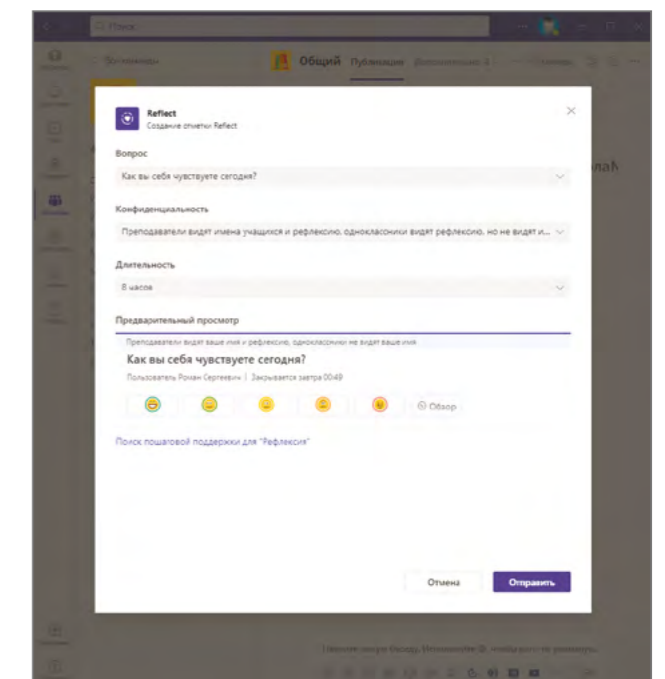 Поиск
Все команды
Общий Публикации
Reflect
Создание отметки Reflect
Вопрос
Как вы себя чувствуете сегодня?
Конфиденциальность
Преподаватели видят имена учащихся и рефлексию, одноклассники видят рефлексию, но не видят и...
Длительность
8 часов
Предварительный просмотр
Преподаватели видят ваше имя и рефлексию, одноклассники не видят ваше имя
Как вы себя чувствуете сегодня?
Пользователь Роман Сергеевич | Закрывается завтра 00:49
Обзор
Поиск пошаговой поддержки для "Рефлексия"
Отмена
Отправить